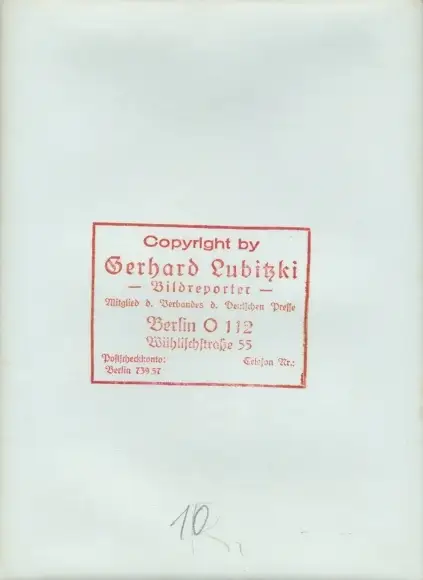 Copyright by
Gerhard Lubitzki
— Bildreporter —
Mitglied d. Verbandes d. Deutschen Presse
Berlin O 112
Wühlischstraße 55
Postscheckkonto: Telefon Nr.:
Berlin 739 57
10